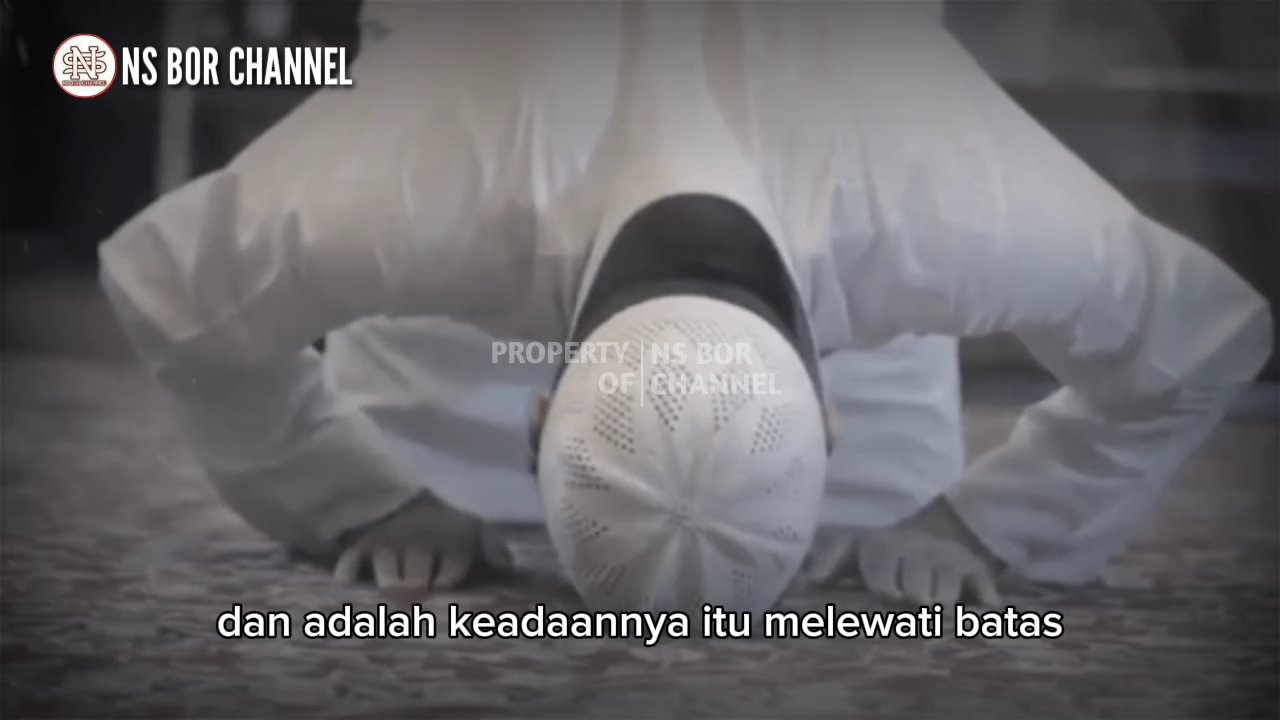 NS BOR CHANNEL
PROPERTY OF NS BOR CHANNEL
dan adalah keadaannya itu melewati batas